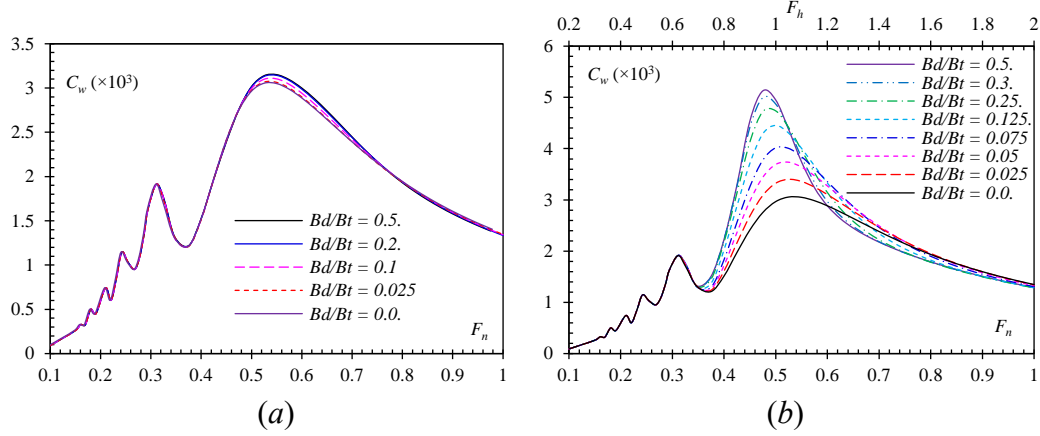 3.5
3
2.5
2
1.5
1
0.5
0
C_w (×10³)
Bd/Bt = 0.5.
Bd/Bt = 0.2.
Bd/Bt = 0.1
Bd/Bt = 0.025
Bd/Bt = 0.0.
F_n
0.1 0.2 0.3 0.4 0.5 0.6 0.7 0.8 0.9 1
(a)
F_h
0.2 0.4 0.6 0.8 1 1.2 1.4 1.6 1.8 2
6
5
4
3
2
1
0
C_w (×10³)
Bd/Bt = 0.5.
Bd/Bt = 0.3.
Bd/Bt = 0.25.
Bd/Bt = 0.125.
Bd/Bt = 0.075
Bd/Bt = 0.05
Bd/Bt = 0.025
Bd/Bt = 0.0.
F_n
0.1 0.2 0.3 0.4 0.5 0.6 0.7 0.8 0.9 1
(b)